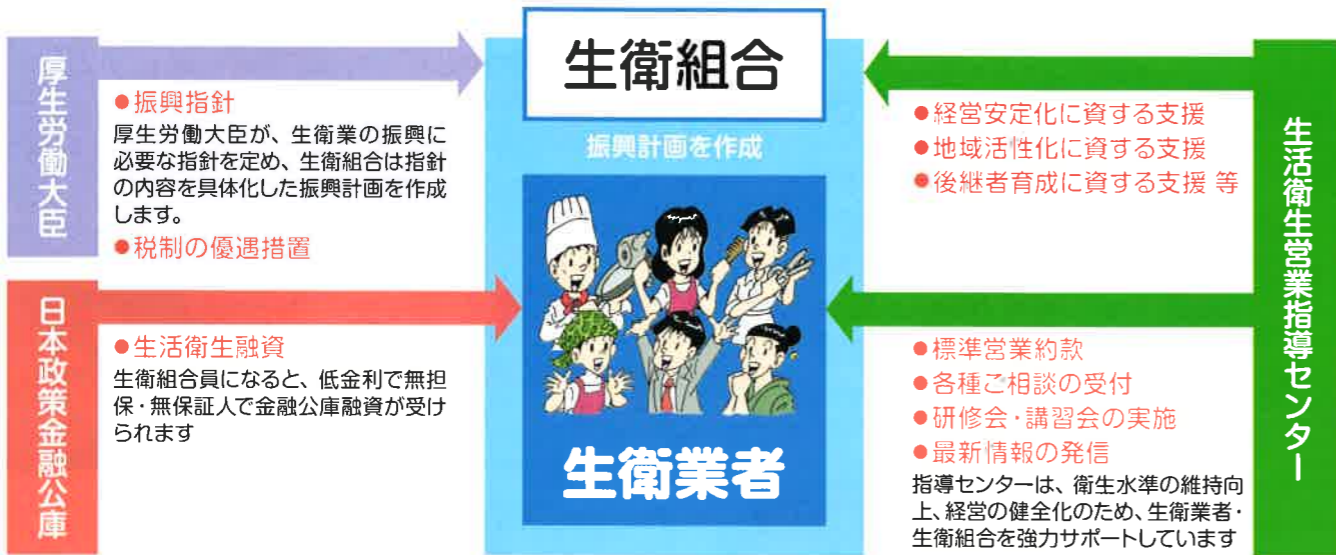 厚生労働大臣
●振興指針
厚生労働大臣が、生衛業の振興に
必要な指針を定め、生衛組合は指針
の内容を具体化した振興計画を作成
します。
●税制の優遇措置
日本政策金融公庫
●生活衛生融資
生衛組合員になると、低金利で無担
保・無保証人で金融公庫融資が受け
られます
生衛組合
振興計画を作成
生衛業者
●経営安定化に資する支援
●地域活性化に資する支援
●後継者育成に資する支援 等
●標準営業約款
●各種ご相談の受付
●研修会・講習会の実施
●最新情報の発信
指導センターは、衛生水準の維持向
上、経営の健全化のため、生衛業者・
生衛組合を強力サポートしています
生活衛生営業指導センター